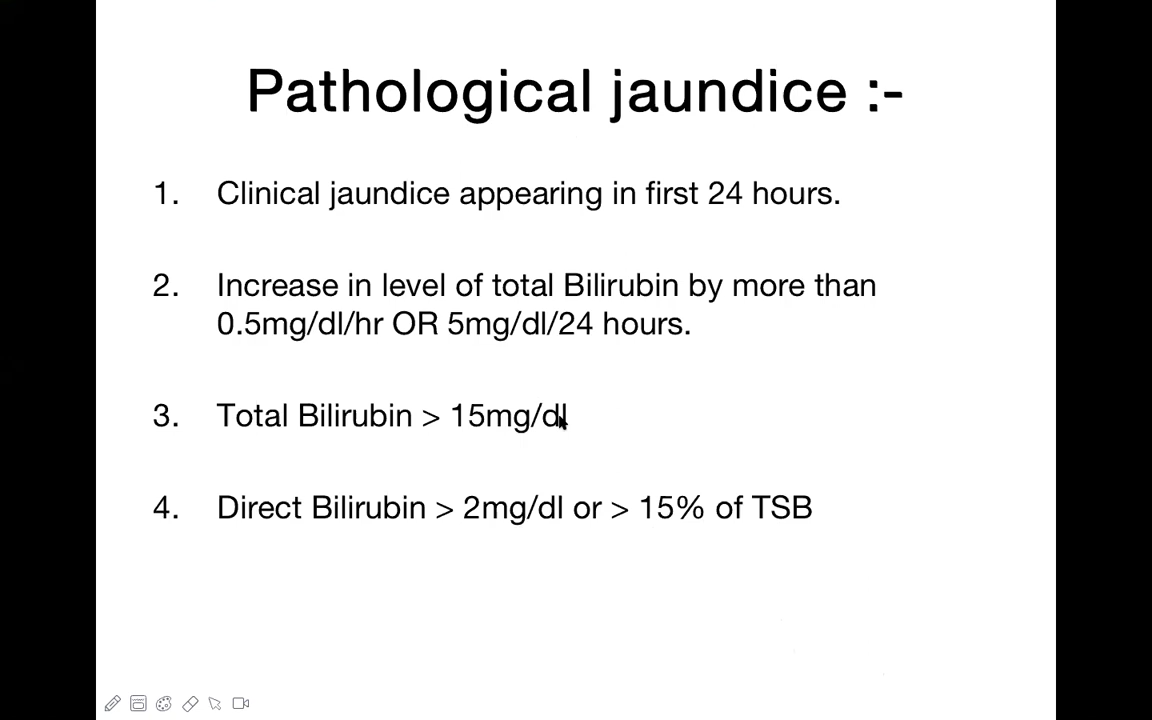 Pathological jaundice :-
1. Clinical jaundice appearing in first 24 hours.
2. Increase in level of total Bilirubin by more than
0.5mg/dl/hr OR 5mg/dl/24 hours.
3. Total Bilirubin > 15mg/dl
4. Direct Bilirubin > 2mg/dl or > 15% of TSB